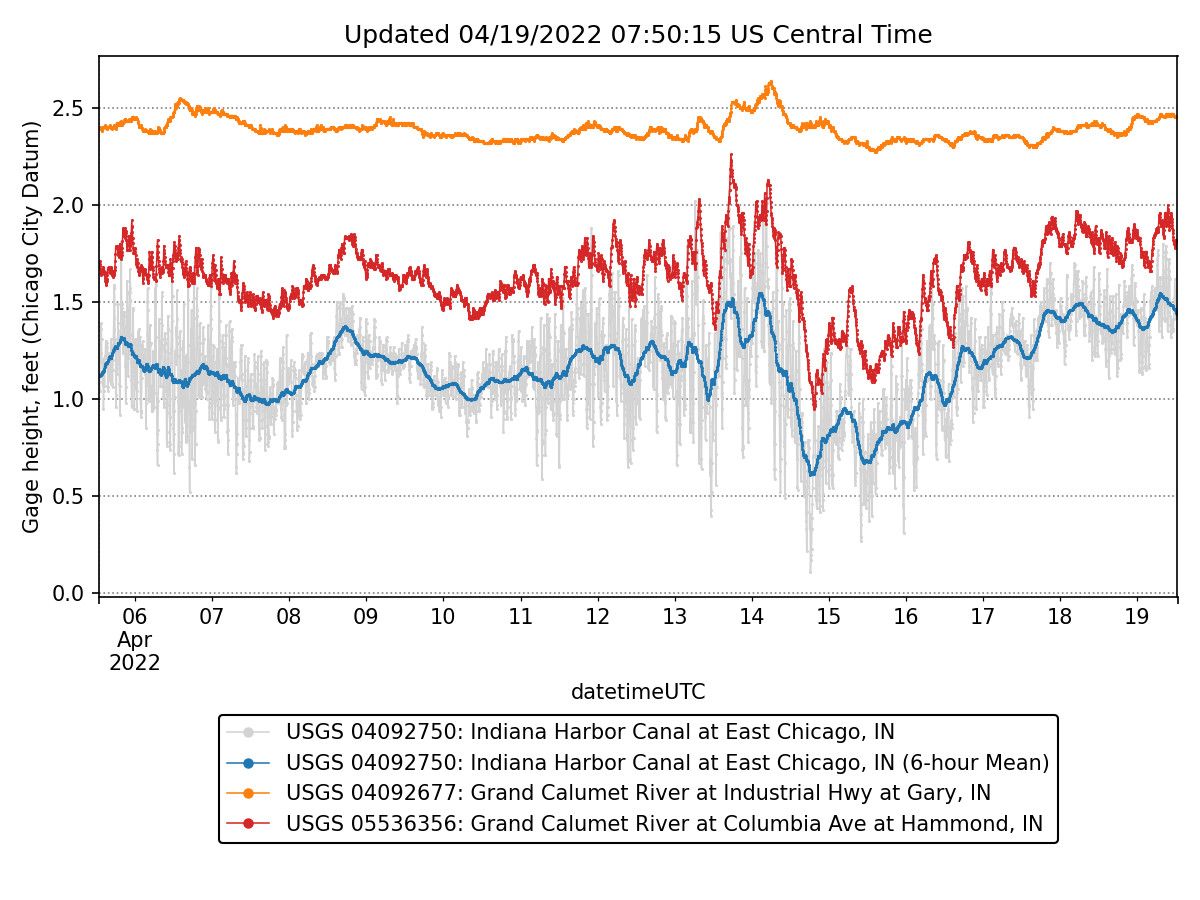 Updated 04/19/2022 07:50:15 US Central Time
Gage height, feet (Chicago City Datum)
2.5
2.0
1.5
1.0
0.5
0.0
06 07 08 09 10 11 12 13 14 15 16 17 18 19
Apr
2022
datetimeUTC
USGS 04092750: Indiana Harbor Canal at East Chicago, IN
USGS 04092750: Indiana Harbor Canal at East Chicago, IN (6-hour Mean)
USGS 04092677: Grand Calumet River at Industrial Hwy at Gary, IN
USGS 05536356: Grand Calumet River at Columbia Ave at Hammond, IN